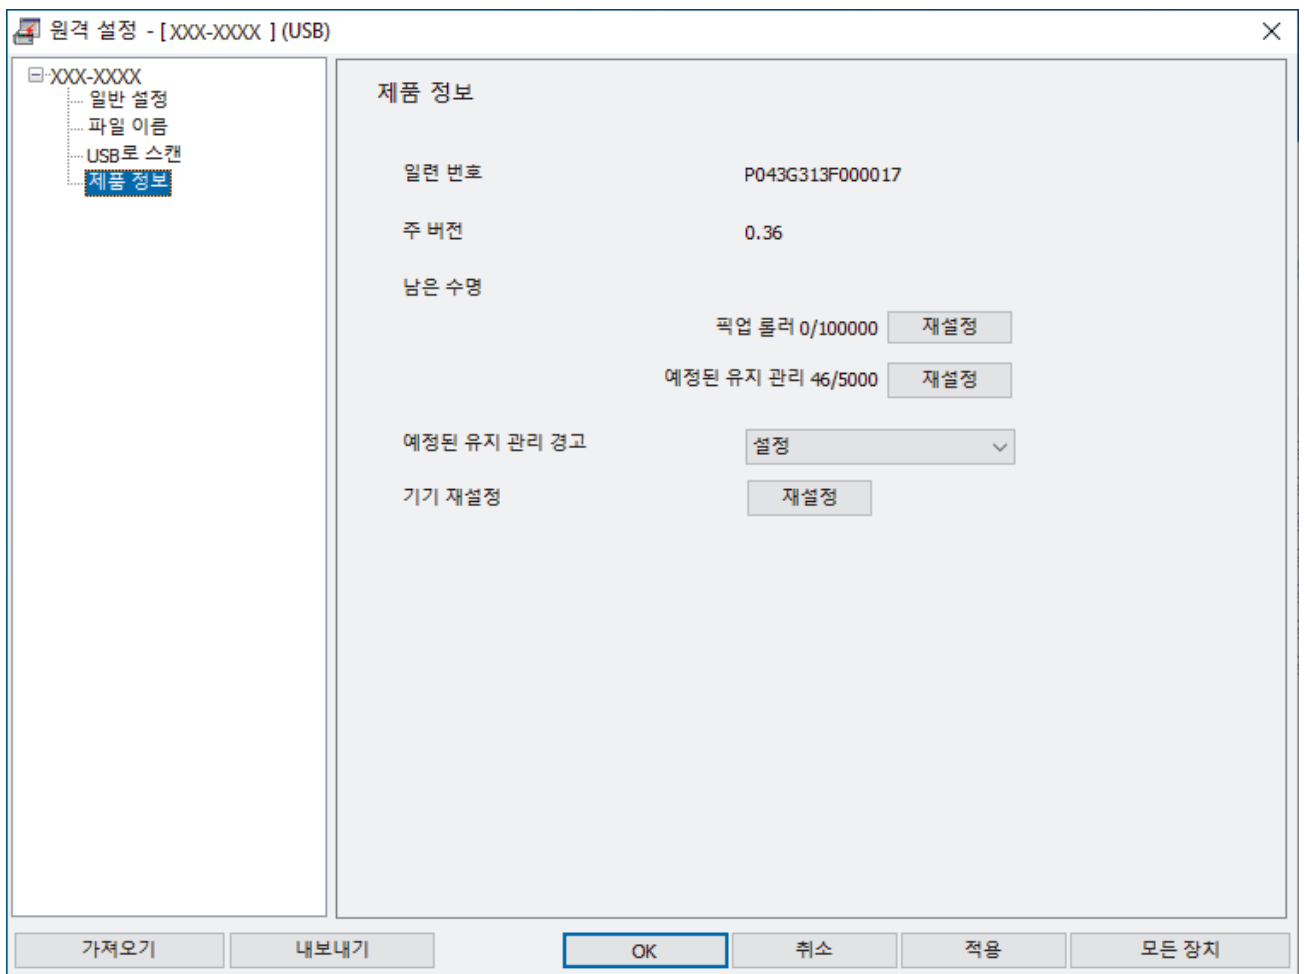 원격 설정 - [ XXX-XXXX ] (USB)
XXX-XXXX
일반 설정
파일 이름
USB로 스캔
제품 정보
제품 정보
일련 번호 P043G313F000017
주 버전 0.36
남은 수명
픽업 롤러 0/100000 재설정
예정된 유지 관리 46/5000 재설정
예정된 유지 관리 경고 설정
기기 재설정 재설정
가져오기 내보내기 OK 취소 적용 모든 장치